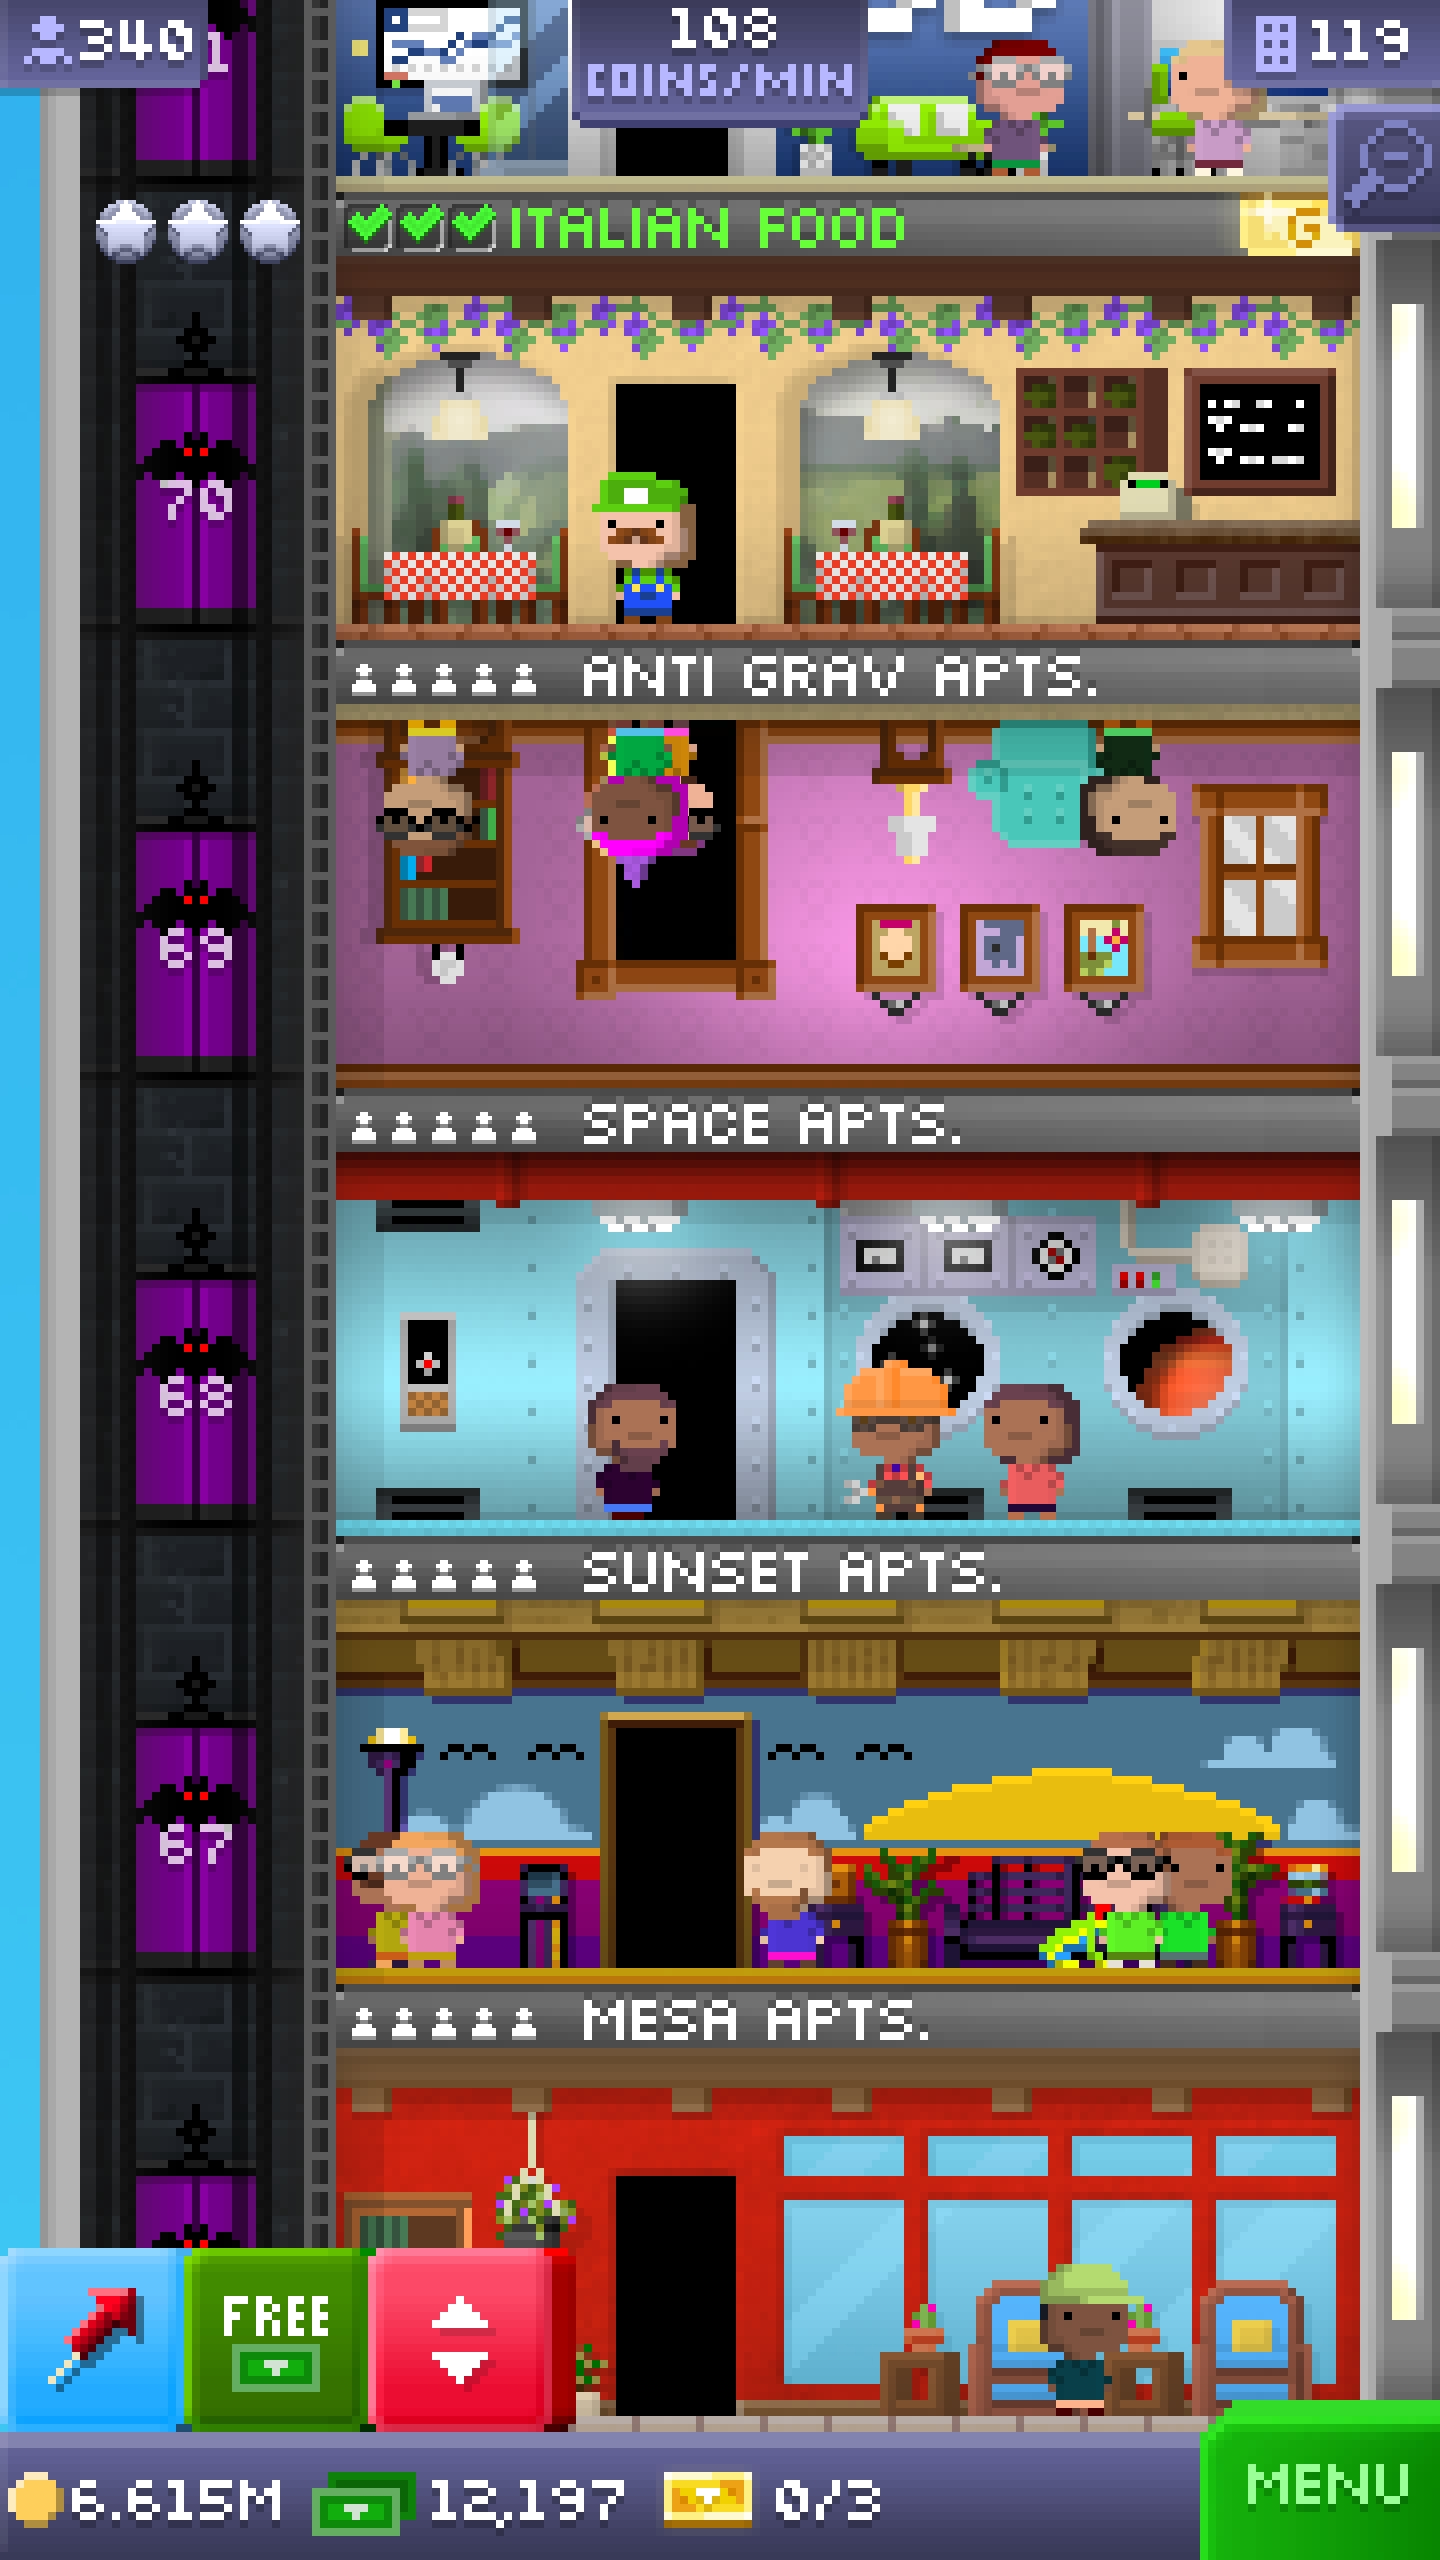 340
108
COINS/MIN
119
1
ITALIAN FOOD
G
70
ANTI GRAV APTS.
69
SPACE APTS.
68
SUNSET APTS.
67
MESA APTS.
FREE
6.615M
12,197
0/3
MENU